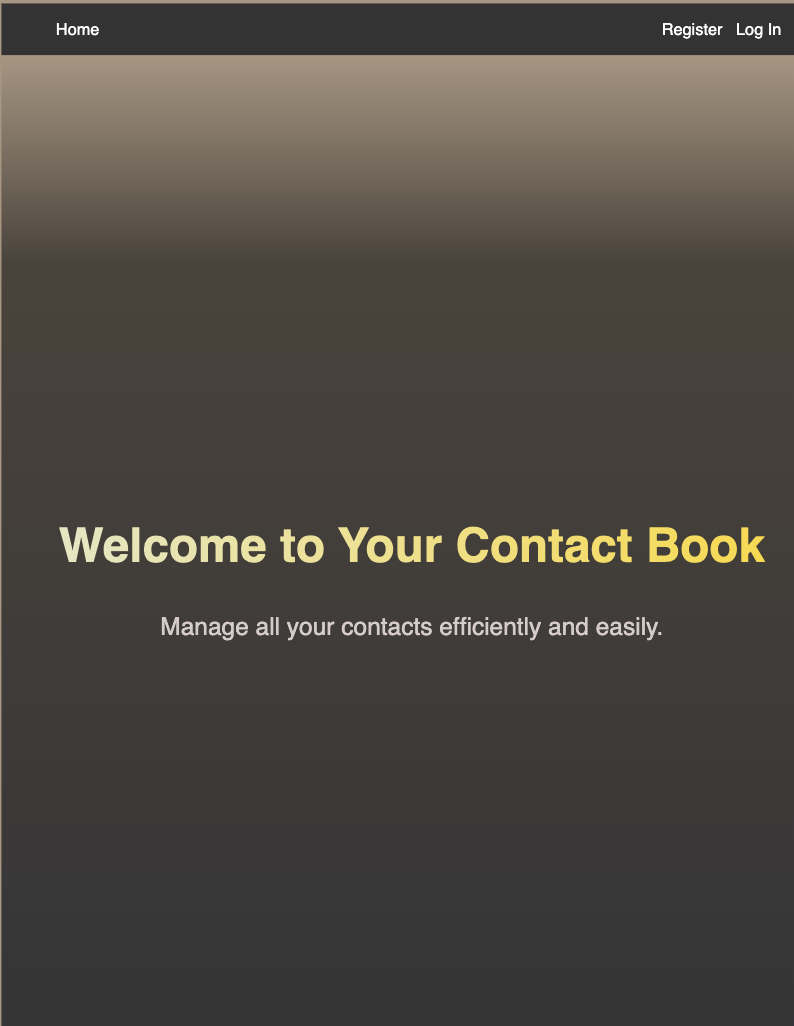 Home Register Log In
Welcome to Your Contact Book
Manage all your contacts efficiently and easily.